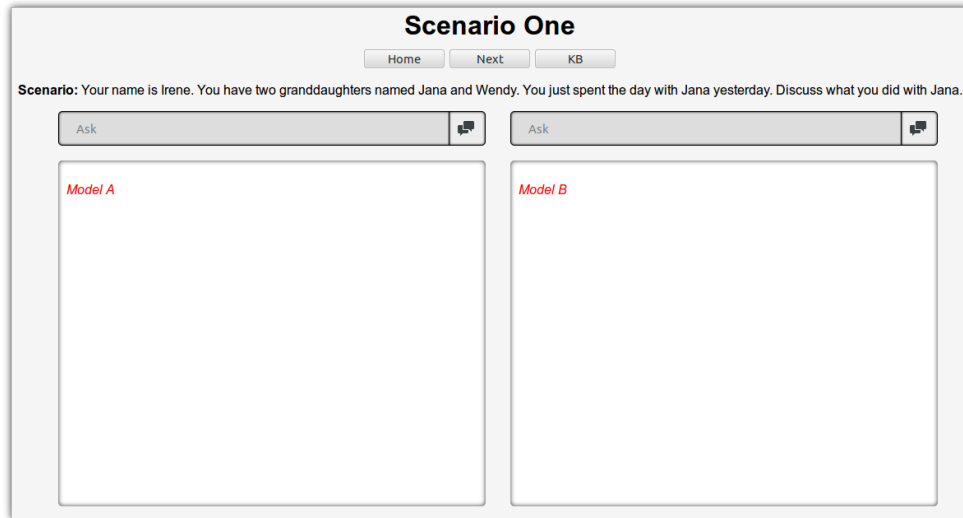 Scenario One
Home Next KB
Scenario: Your name is Irene. You have two granddaughters named Jana and Wendy. You just spent the day with Jana yesterday. Discuss what you did with Jana.
Ask Ask
Model A Model B